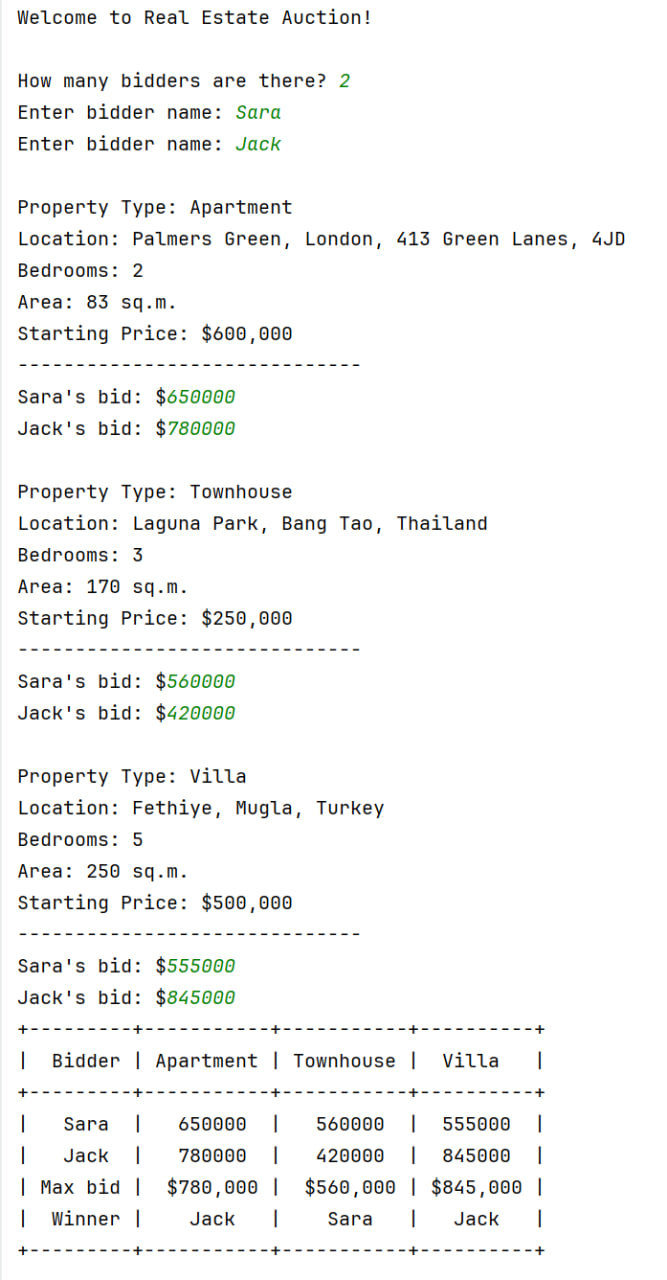 Welcome to Real Estate Auction!

How many bidders are there? 2
Enter bidder name: Sara
Enter bidder name: Jack

Property Type: Apartment
Location: Palmers Green, London, 413 Green Lanes, 4JD
Bedrooms: 2
Area: 83 sq.m.
Starting Price: $600,000
------------------------------
Sara's bid: $650000
Jack's bid: $780000

Property Type: Townhouse
Location: Laguna Park, Bang Tao, Thailand
Bedrooms: 3
Area: 170 sq.m.
Starting Price: $250,000
------------------------------
Sara's bid: $560000
Jack's bid: $420000

Property Type: Villa
Location: Fethiye, Mugla, Turkey
Bedrooms: 5
Area: 250 sq.m.
Starting Price: $500,000
------------------------------
Sara's bid: $555000
Jack's bid: $845000
+---------+-----------+-----------+----------+
|  Bidder | Apartment | Townhouse |  Villa   |
+---------+-----------+-----------+----------+
|   Sara  |   650000  |   560000  |  555000  |
|   Jack  |   780000  |   420000  |  845000  |
| Max bid |  $780,000 |  $560,000 | $845,000 |
|  Winner |    Jack   |    Sara   |   Jack   |
+---------+-----------+-----------+----------+